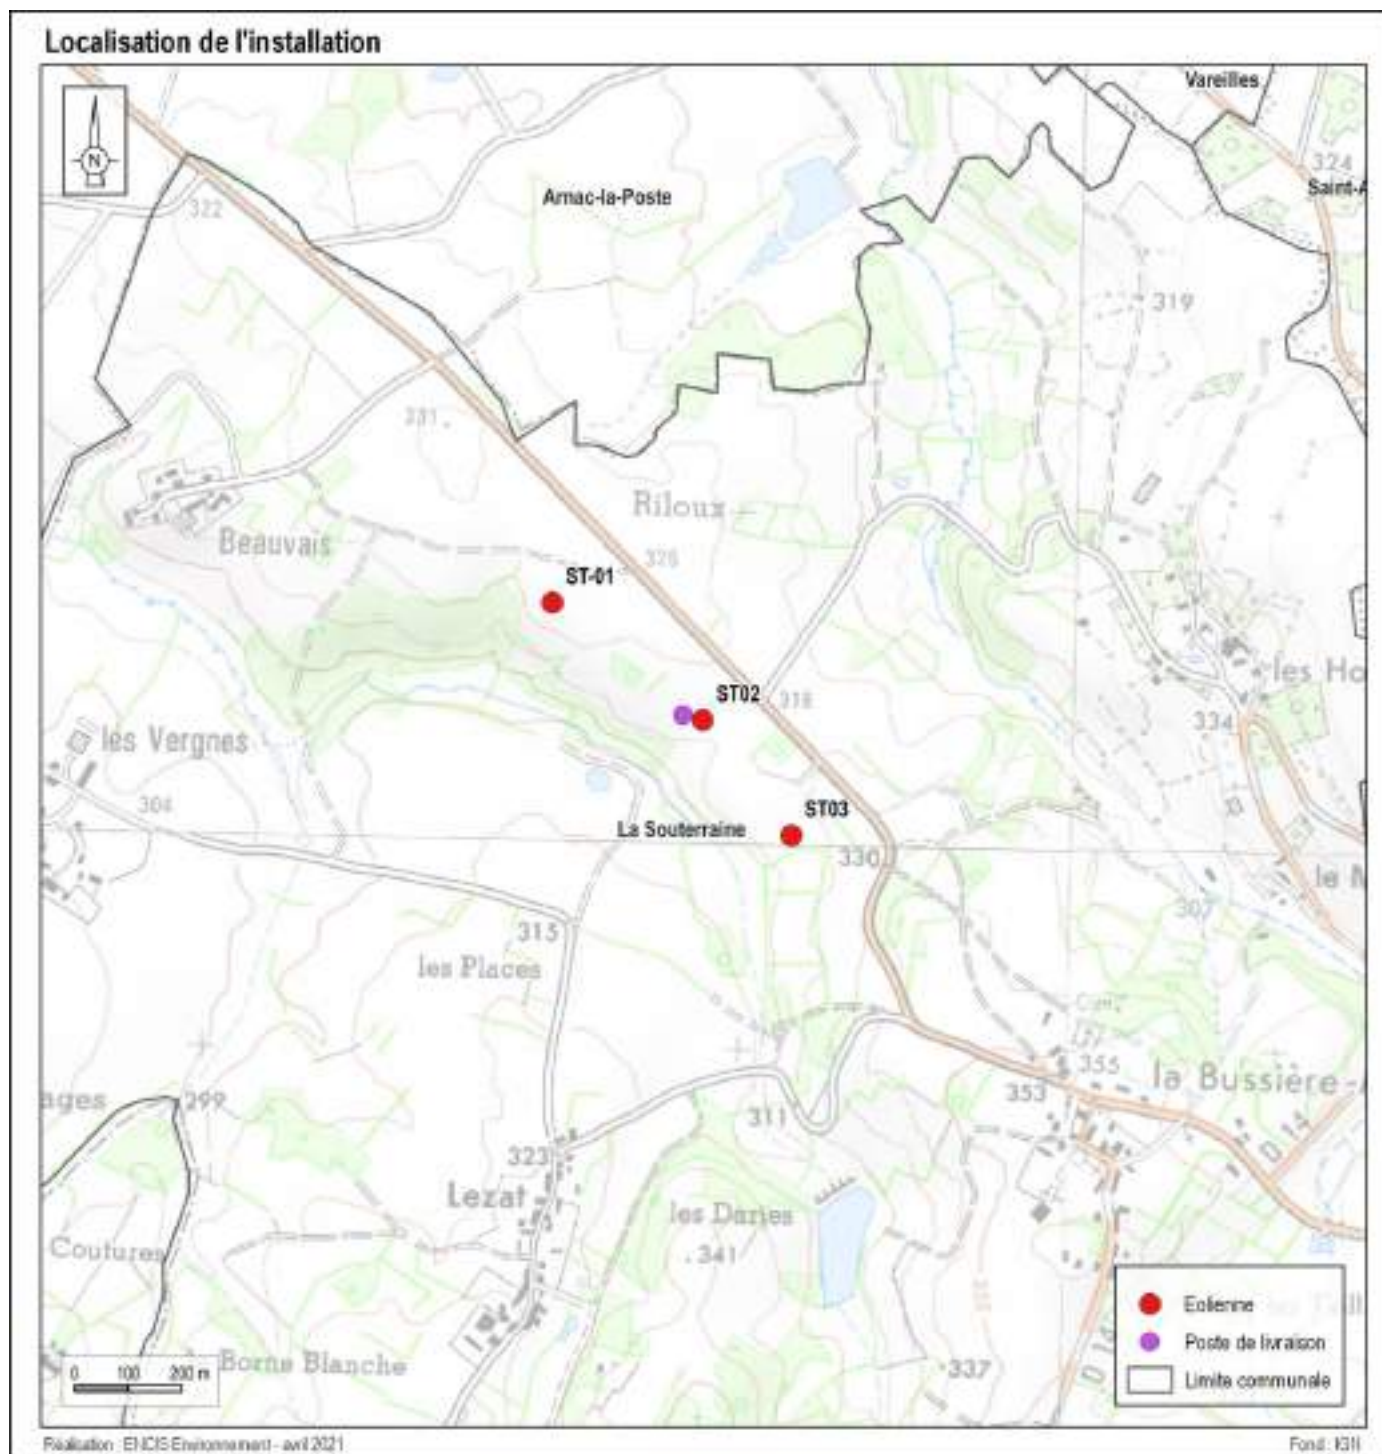 Localisation de l'installation
Vareilles
N
324
Arnac-la-Poste
Saint-A
322
319
331
Riloux
Beauvais
326
ST-01
les Ho
ST02
318
334
les Vergnes
304
ST03
La Souterraine
330
le M
307
315
les Places
355
la Bussière-A
353
ages
299
311
D 14
323
Lezat
les Daries
Coutures
341
Eolienne
Poste de livraison
D 14
Borne Blanche
337
Limite communale
0 100 200 m
Réalisation : ENCIS Environnement - avril 2021
Fond : IGN